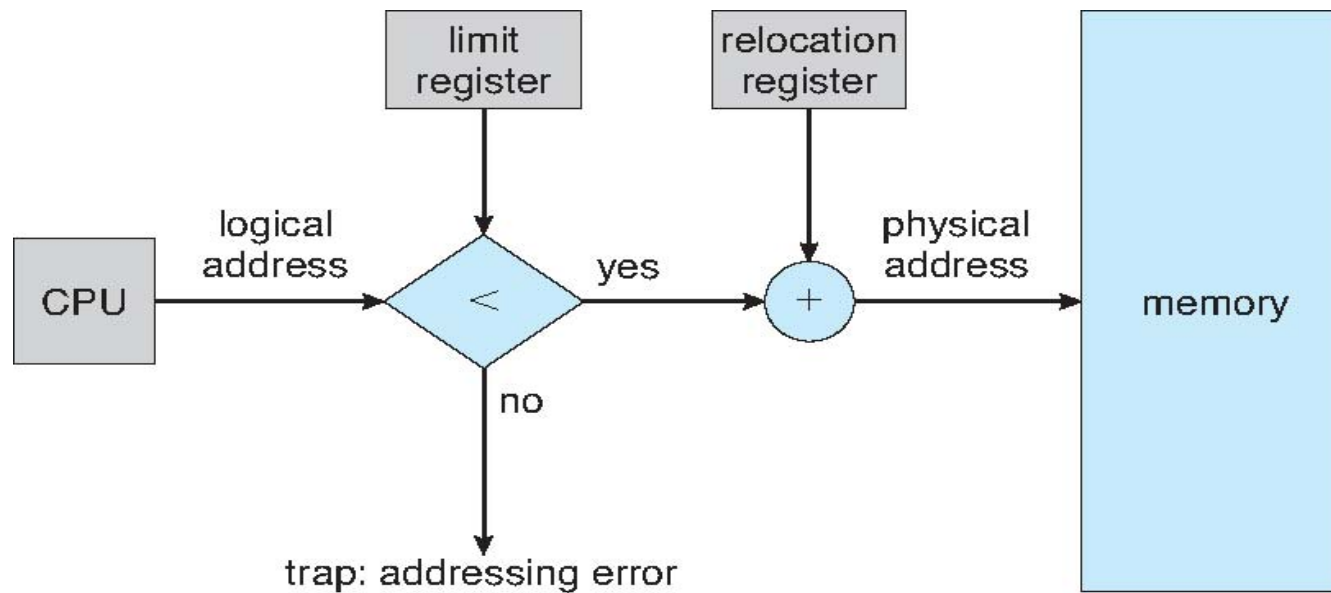 limit
register
relocation
register
logical
address
physical
address
CPU
<
yes
+
memory
no
trap: addressing error